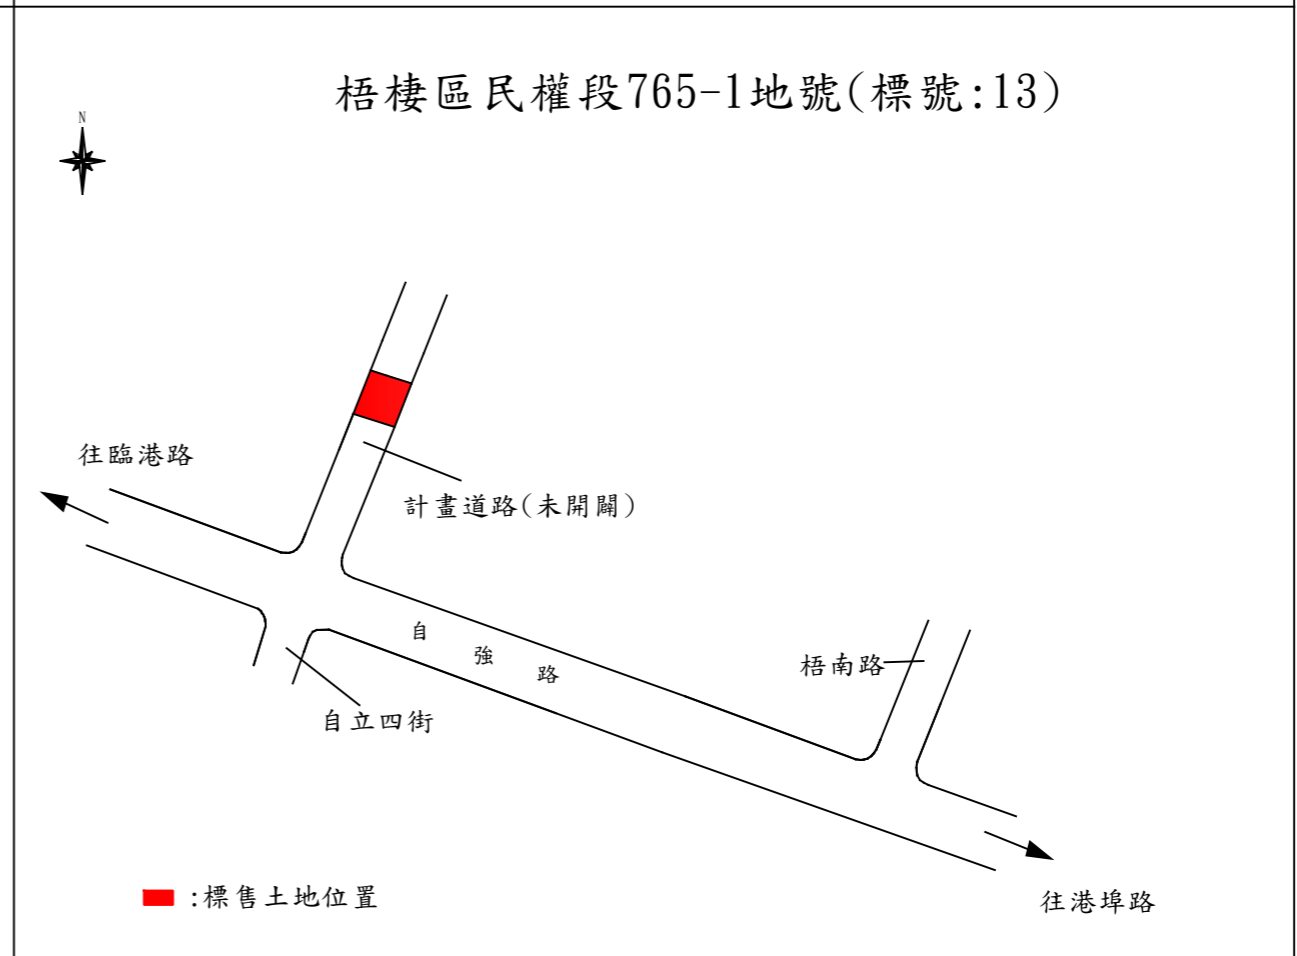 梧棲區民權段765-1地號(標號:13)
N
往臨港路
計畫道路(未開闢)
自強路
梧南路
自立四街
:標售土地位置
往港埠路